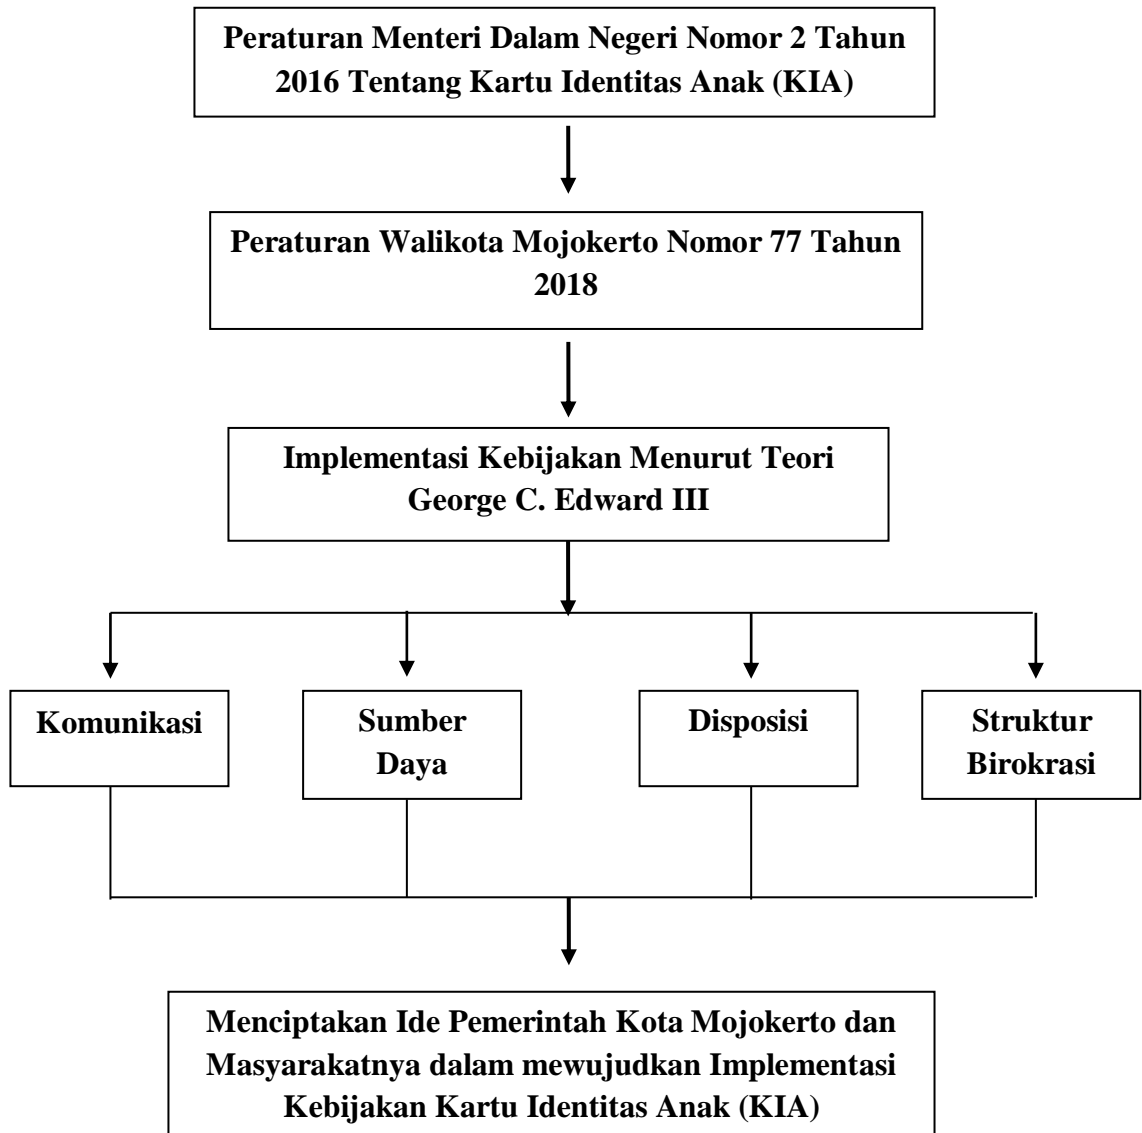 Peraturan Menteri Dalam Negeri Nomor 2 Tahun
2016 Tentang Kartu Identitas Anak (KIA)
Peraturan Walikota Mojokerto Nomor 77 Tahun
2018
Implementasi Kebijakan Menurut Teori
George C. Edward III
Komunikasi
Sumber
Daya
Disposisi
Struktur
Birokrasi
Menciptakan Ide Pemerintah Kota Mojokerto dan
Masyarakatnya dalam mewujudkan Implementasi
Kebijakan Kartu Identitas Anak (KIA)